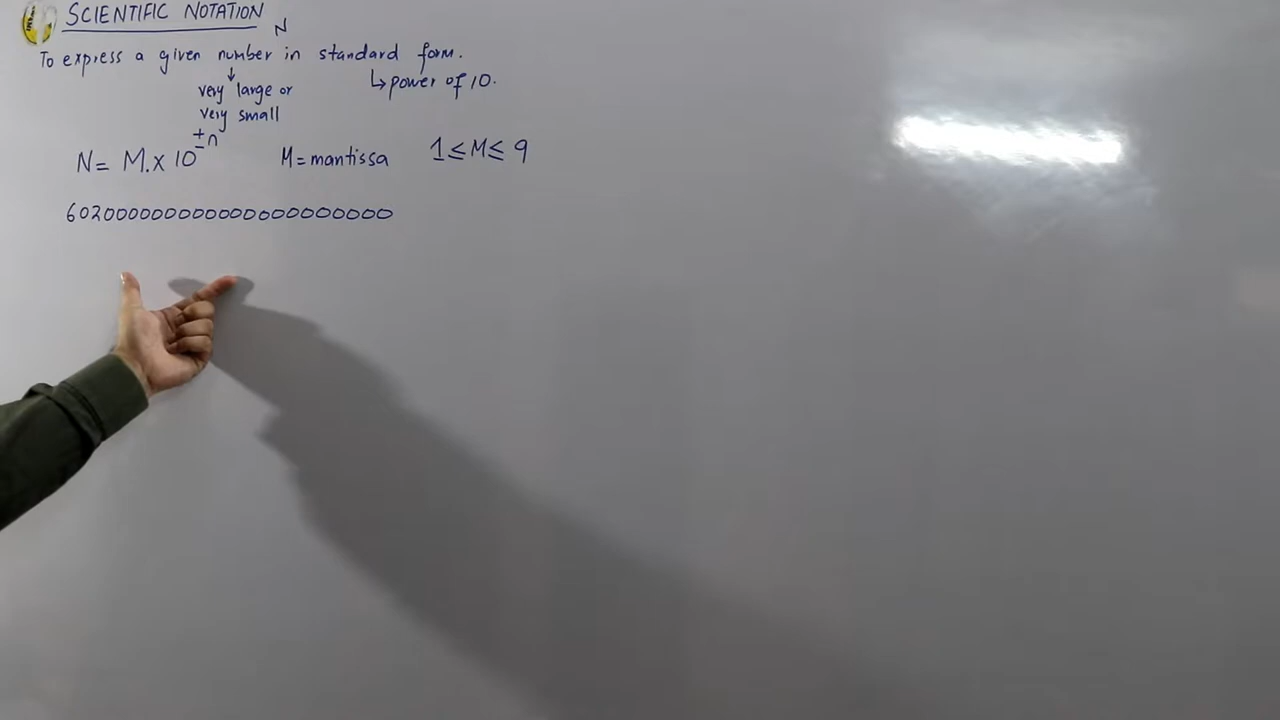 SCIENTIFIC NOTATION
N
To express a given number in standard form.
↓ ↳power of 10.
very large or
very small
N = M.x 10^±n M = mantissa 1 ≤ M ≤ 9